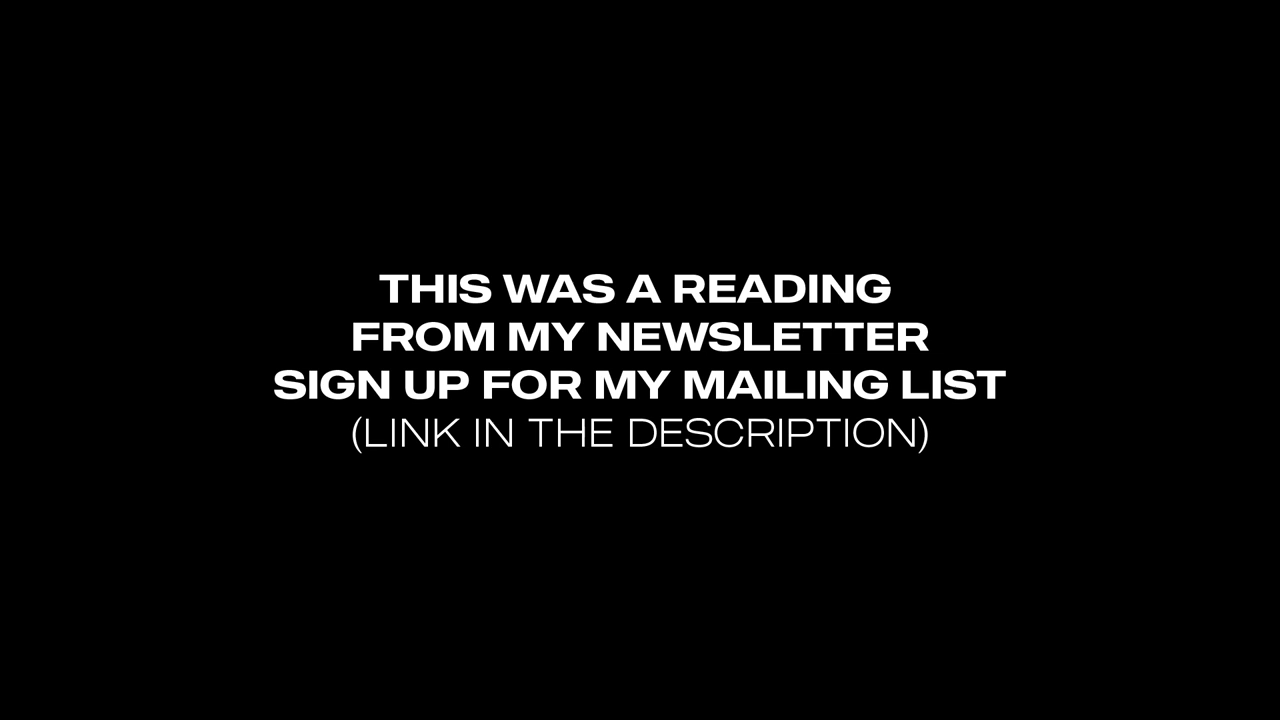 THIS WAS A READING
FROM MY NEWSLETTER
SIGN UP FOR MY MAILING LIST
(LINK IN THE DESCRIPTION)